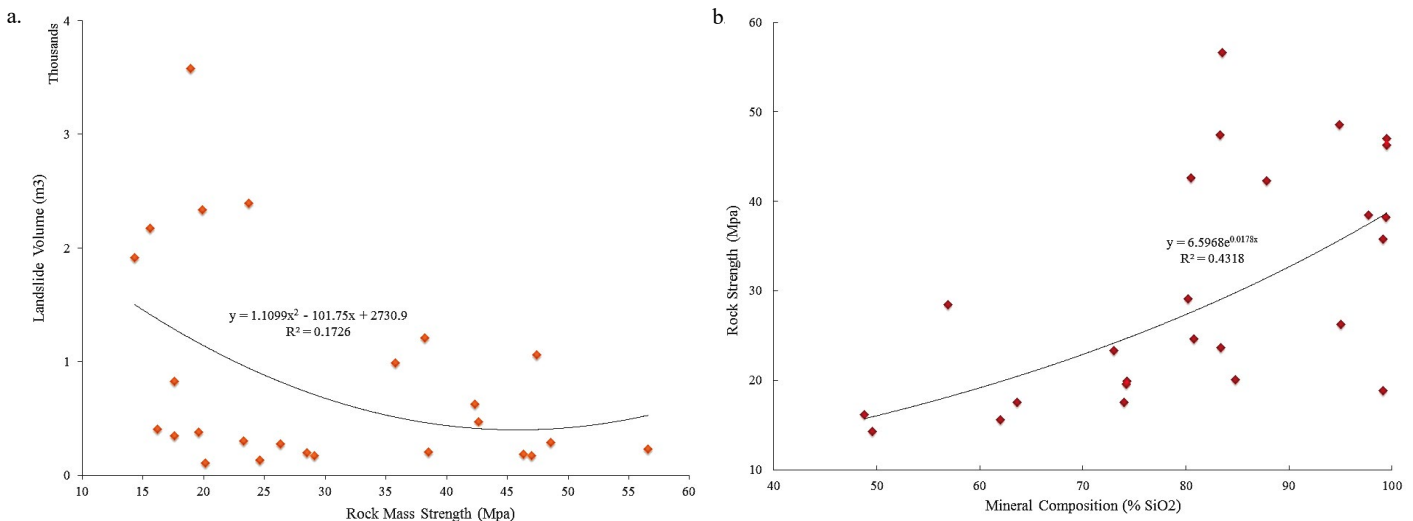 a.
Thousands
Landslide Volume (m3)
4
3
2
1
0
y = 1.1099x² - 101.75x + 2730.9
R² = 0.1726
10 15 20 25 30 35 40 45 50 55 60
Rock Mass Strength (Mpa)
b.
Rock Strength (Mpa)
60
50
40
30
20
10
y = 6.5968e^0.0178x
R² = 0.4318
40 50 60 70 80 90 100
Mineral Composition (% SiO2)